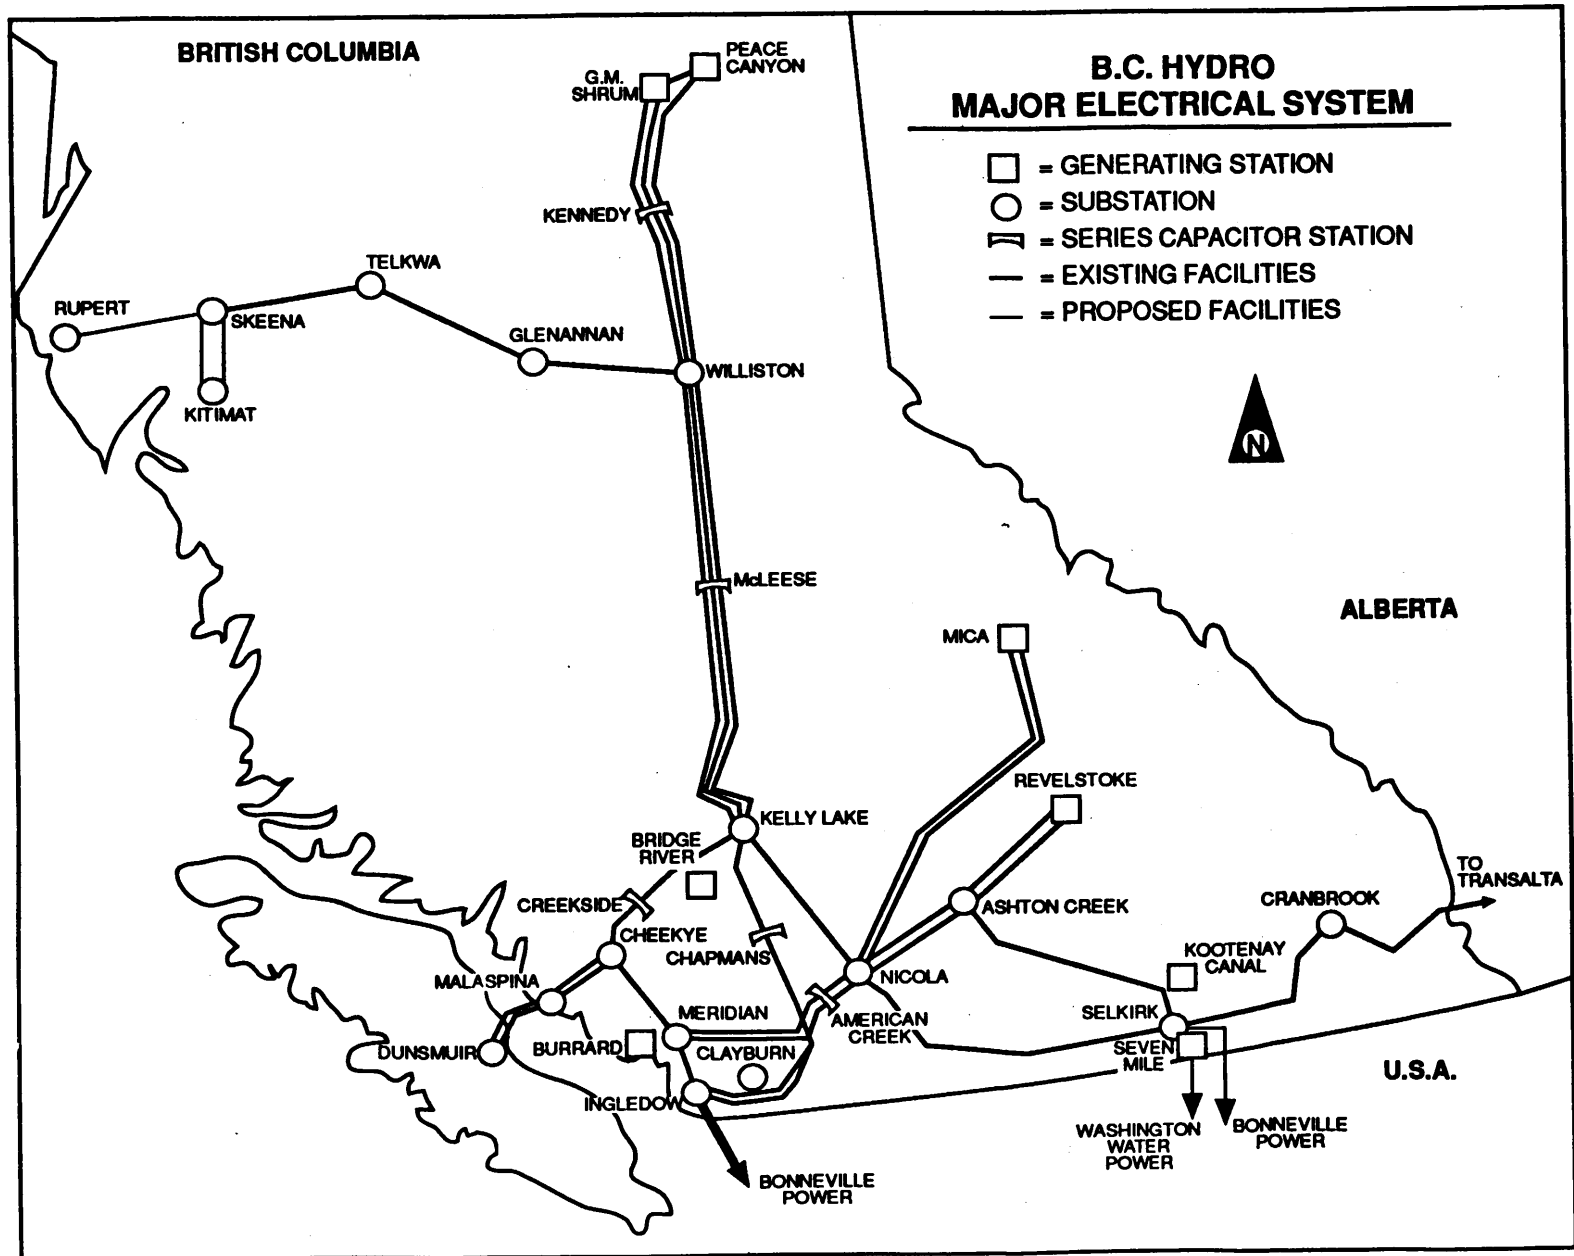 BRITISH COLUMBIA
PEACE
CANYON
G.M.
SHRUM
B.C. HYDRO
MAJOR ELECTRICAL SYSTEM
= GENERATING STATION
= SUBSTATION
= SERIES CAPACITOR STATION
= EXISTING FACILITIES
= PROPOSED FACILITIES
KENNEDY
TELKWA
RUPERT
SKEENA
GLENANNAN
WILLISTON
KITIMAT
N
McLEESE
ALBERTA
MICA
REVELSTOKE
KELLY LAKE
BRIDGE
RIVER
TO
TRANSALTA
CREEKSIDE
CRANBROOK
ASHTON CREEK
CHEEKYE
CHAPMANS
KOOTENAY
CANAL
MALASPINA
NICOLA
MERIDIAN
AMERICAN
CREEK
SELKIRK
DUNSMUIR
BURRARD
CLAYBURN
SEVEN
MILE
U.S.A.
INGLEDOW
WASHINGTON
WATER
POWER
BONNEVILLE
POWER
BONNEVILLE
POWER